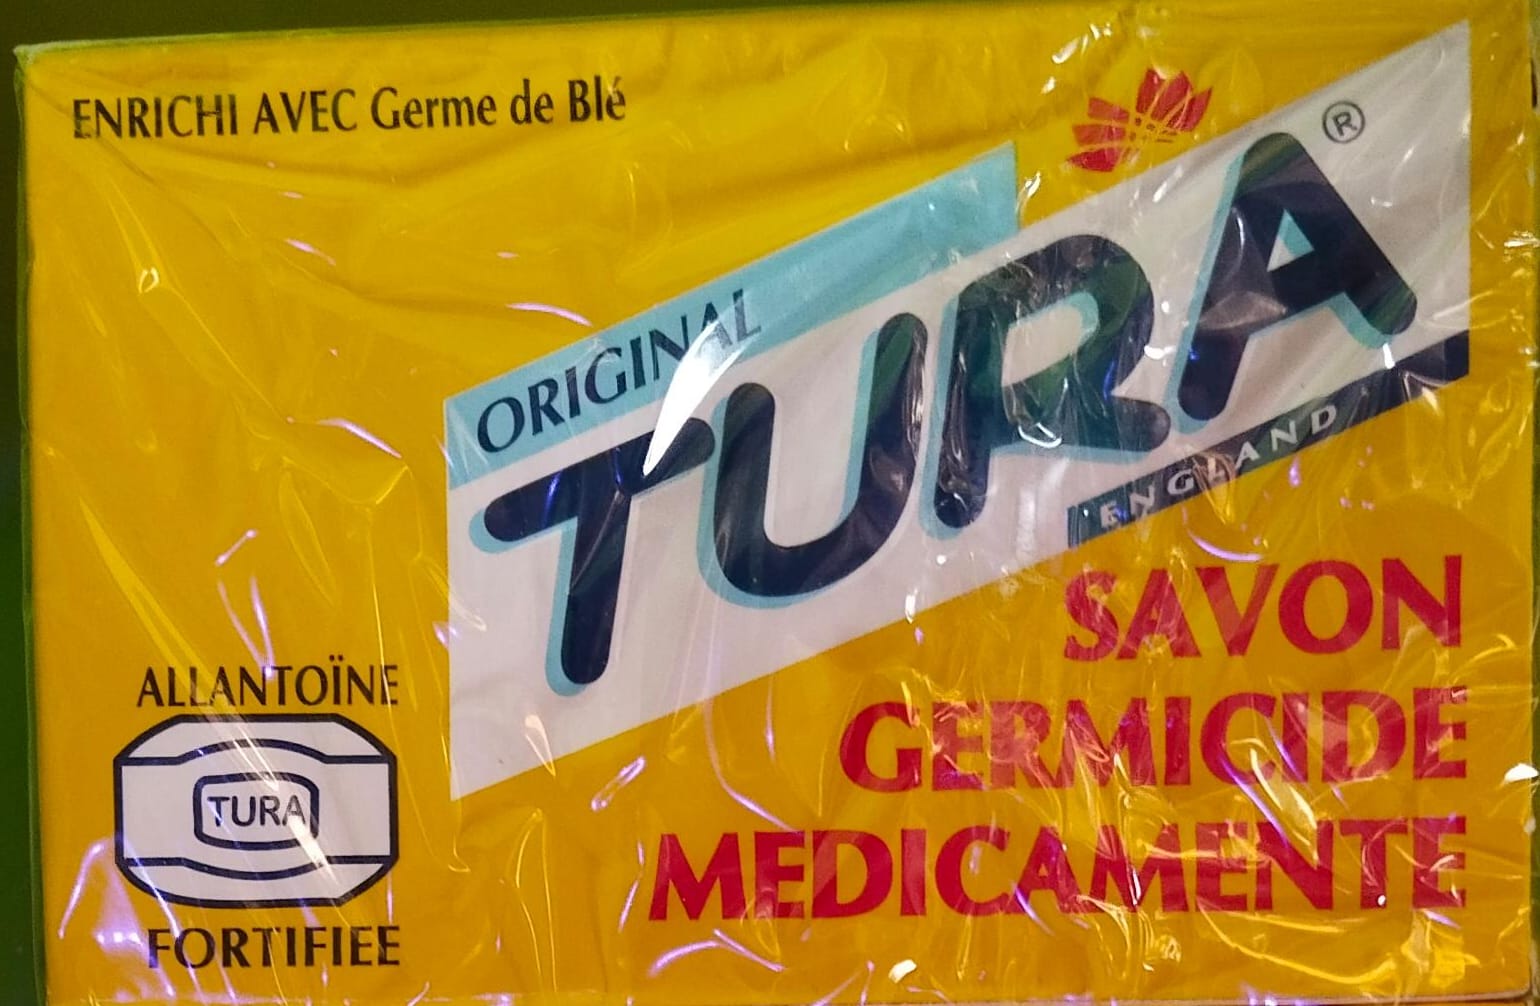 ENRICHI AVEC Germe de Blé
ORIGINAL
TURA®
ENGLAND
SAVON
GERMICIDE
MEDICAMENTE
ALLANTOÏNE
TURA
FORTIFIEE